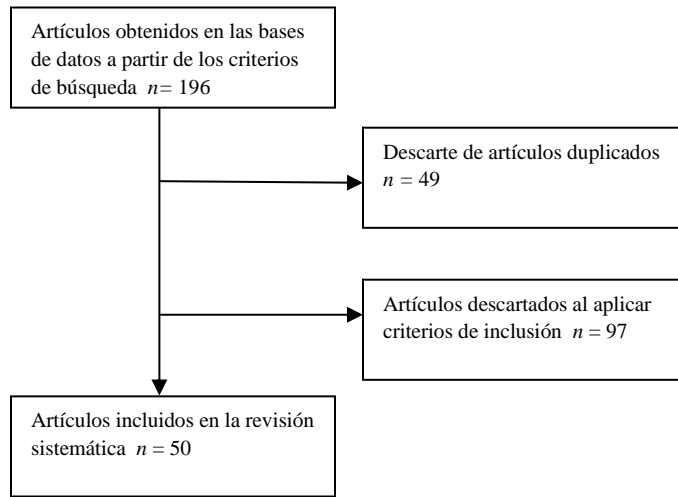 Artículos obtenidos en las bases
de datos a partir de los criterios
de búsqueda n= 196
Descarte de artículos duplicados
n = 49
Artículos descartados al aplicar
criterios de inclusión n = 97
Artículos incluidos en la revisión
sistemática n = 50